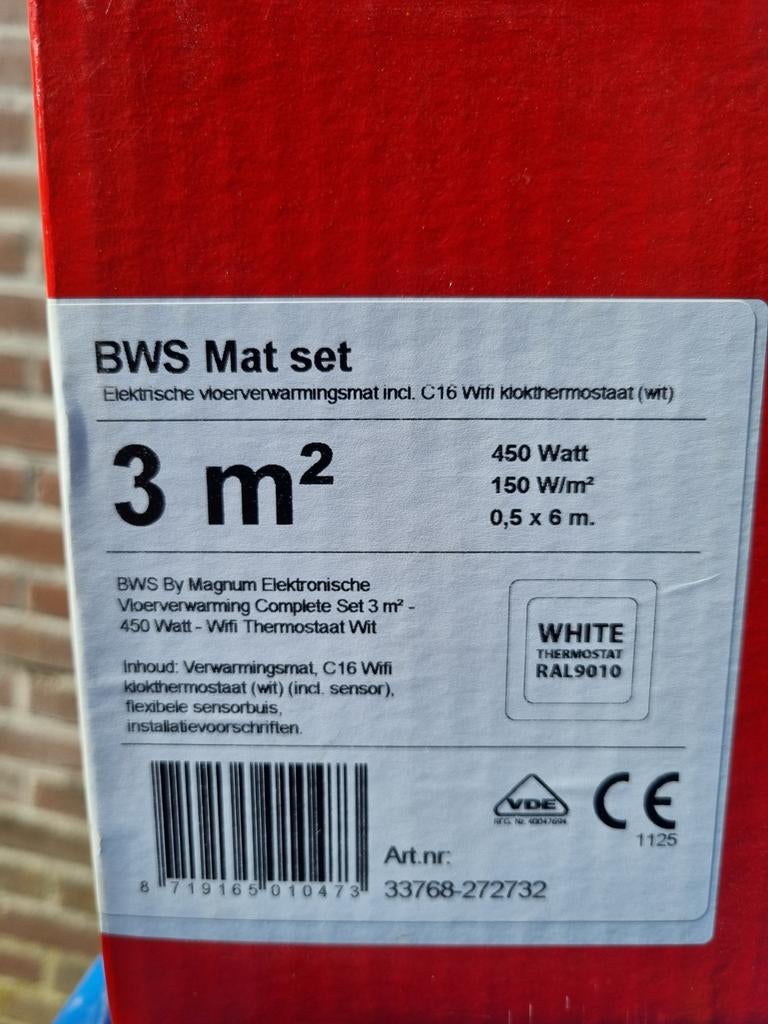 BWS Mat set
Elektrische vloerverwarmingsmat incl. C16 Wifi klokthermostaat (wit)
3 m²
450 Watt
150 W/m²
0,5 x 6 m.
BWS By Magnum Elektronische
Vloerverwarming Complete Set 3 m² -
450 Watt - Wifi Thermostaat Wit
Inhoud: Verwarmingsmat, C16 Wifi
klokthermostaat (wit) (incl. sensor),
flexibele sensorbuis,
installatievoorschriften.
WHITE
THERMOSTAT
RAL9010
VDE
REG. Nr. 40047694
CE
1125
Art.nr:
33768-272732
8 719165 010473